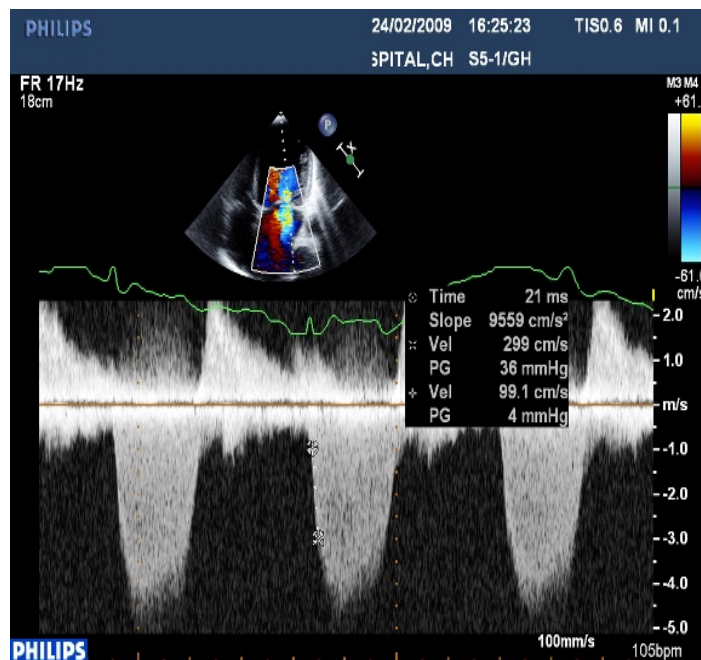 PHILIPS 24/02/2009 16:25:23 TIS0.6 MI 0.1
SPITAL,CH S5-1/GH
FR 17Hz
18cm
M3 M4
+61.
P
-61.0
cm/s
Time 21 ms
Slope 9559 cm/s²
Vel 299 cm/s
PG 36 mmHg
Vel 99.1 cm/s
PG 4 mmHg
2.0
1.0
m/s
-1.0
-2.0
-3.0
-4.0
-5.0
100mm/s
PHILIPS 105bpm